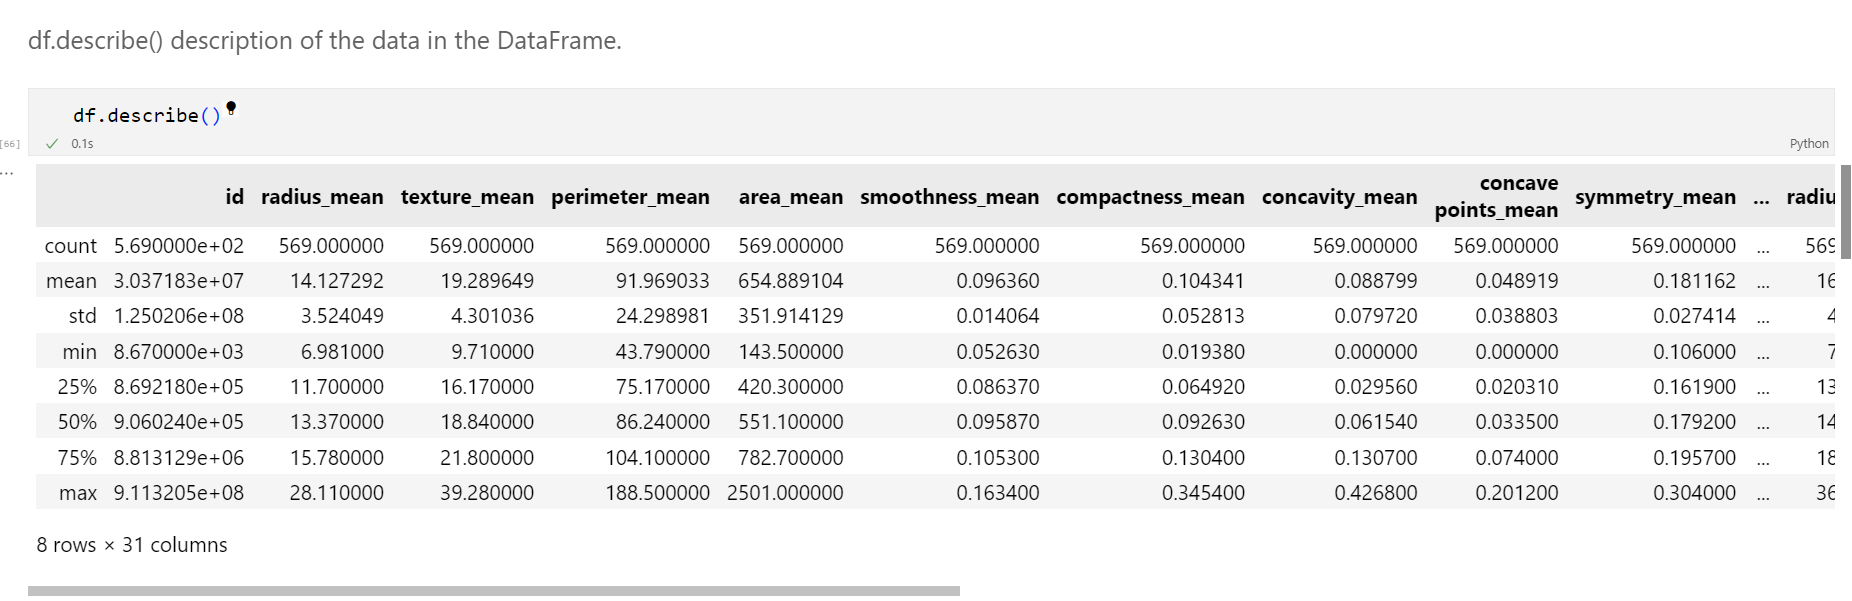 df.describe() description of the data in the DataFrame.
df.describe()
[66]
0.1s
Python
...
id radius_mean texture_mean perimeter_mean area_mean smoothness_mean compactness_mean concavity_mean concave points_mean symmetry_mean ... radiu
count 5.690000e+02 569.000000 569.000000 569.000000 569.000000 569.000000 569.000000 569.000000 569.000000 569.000000 ... 569
mean 3.037183e+07 14.127292 19.289649 91.969033 654.889104 0.096360 0.104341 0.088799 0.048919 0.181162 ... 16
std 1.250206e+08 3.524049 4.301036 24.298981 351.914129 0.014064 0.052813 0.079720 0.038803 0.027414 ... 4
min 8.670000e+03 6.981000 9.710000 43.790000 143.500000 0.052630 0.019380 0.000000 0.000000 0.106000 ... 7
25% 8.692180e+05 11.700000 16.170000 75.170000 420.300000 0.086370 0.064920 0.029560 0.020310 0.161900 ... 13
50% 9.060240e+05 13.370000 18.840000 86.240000 551.100000 0.095870 0.092630 0.061540 0.033500 0.179200 ... 14
75% 8.813129e+06 15.780000 21.800000 104.100000 782.700000 0.105300 0.130400 0.130700 0.074000 0.195700 ... 18
max 9.113205e+08 28.110000 39.280000 188.500000 2501.000000 0.163400 0.345400 0.426800 0.201200 0.304000 ... 36
8 rows × 31 columns